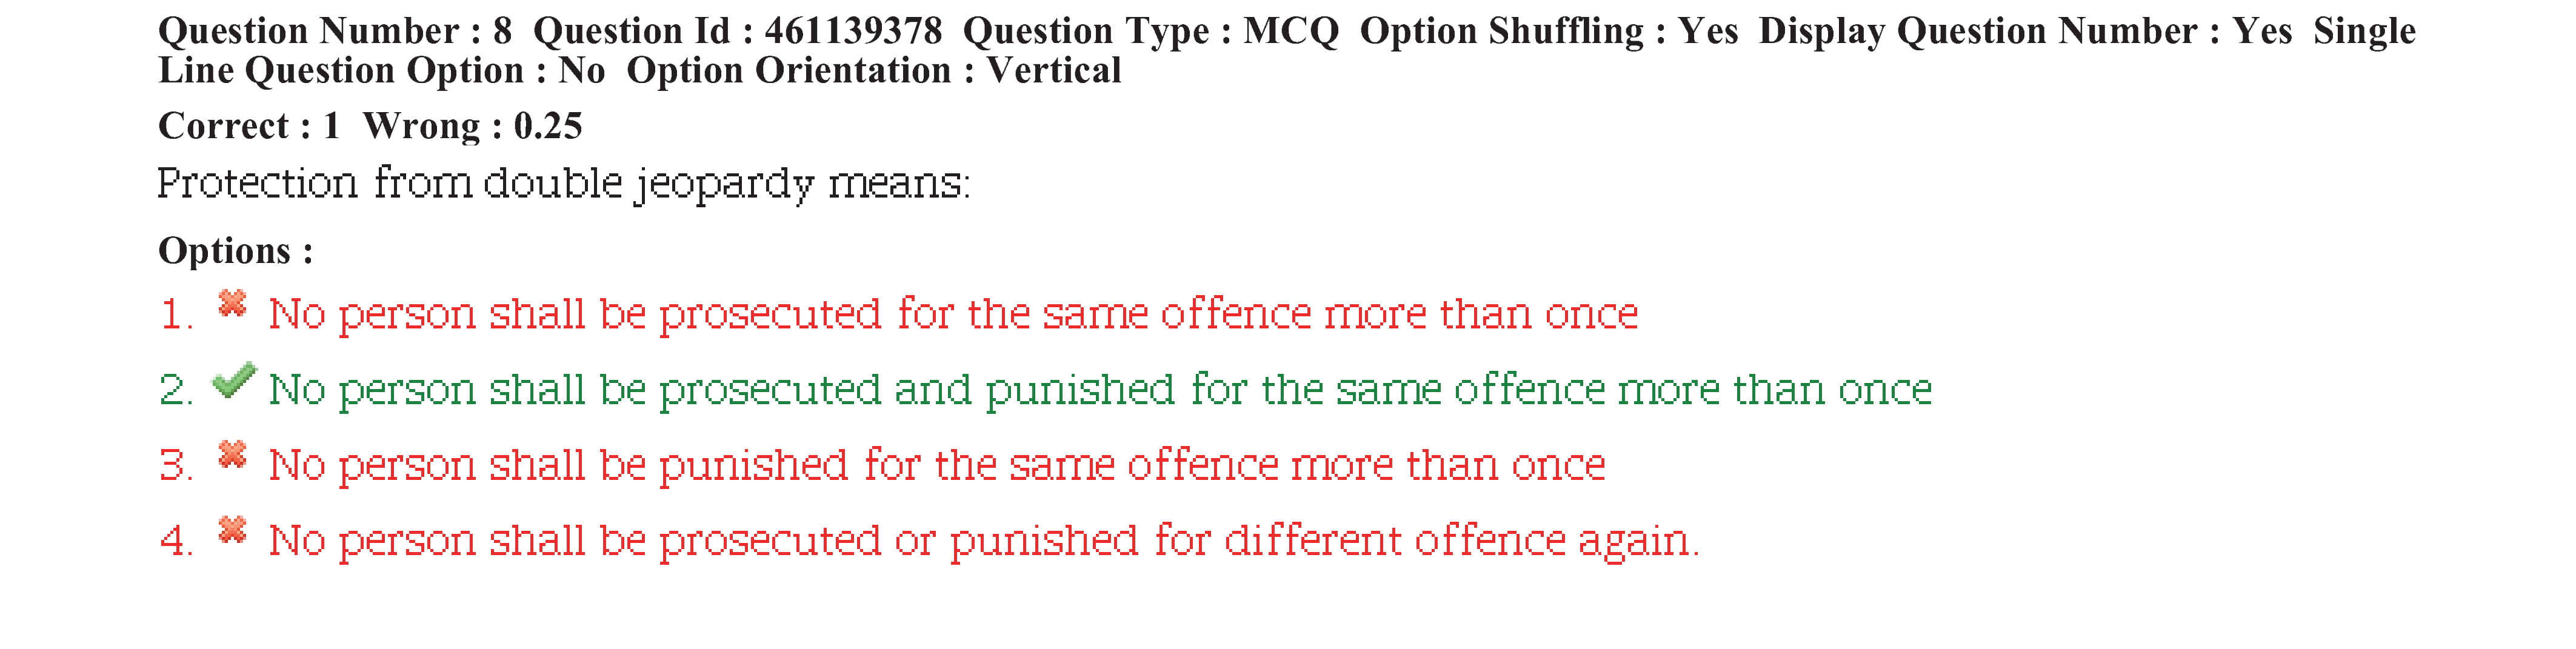 Question Number : 8 Question Id : 461139378 Question Type : MCQ Option Shuffling : Yes Display Question Number : Yes Single
Line Question Option : No Option Orientation : Vertical
Correct : 1 Wrong : 0.25
Protection from double jeopardy means:
Options :
1. No person shall be prosecuted for the same offence more than once
2. No person shall be prosecuted and punished for the same offence more than once
3. No person shall be punished for the same offence more than once
4. No person shall be prosecuted or punished for different offence again.